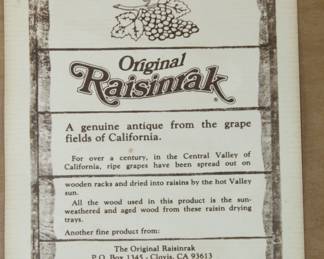 Original
Raisinrak®
A genuine antique from the grape
fields of California.
For over a century, in the Central Valley of
California, ripe grapes have been spread out on
wooden racks and dried into raisins by the hot Valley
sun.
All the wood used in this product is the sun-
weathered and aged wood from these raisin drying
trays.
Another fine product from:
The Original Raisinrak
P.O. Box 1345 - Clovis, CA 93613